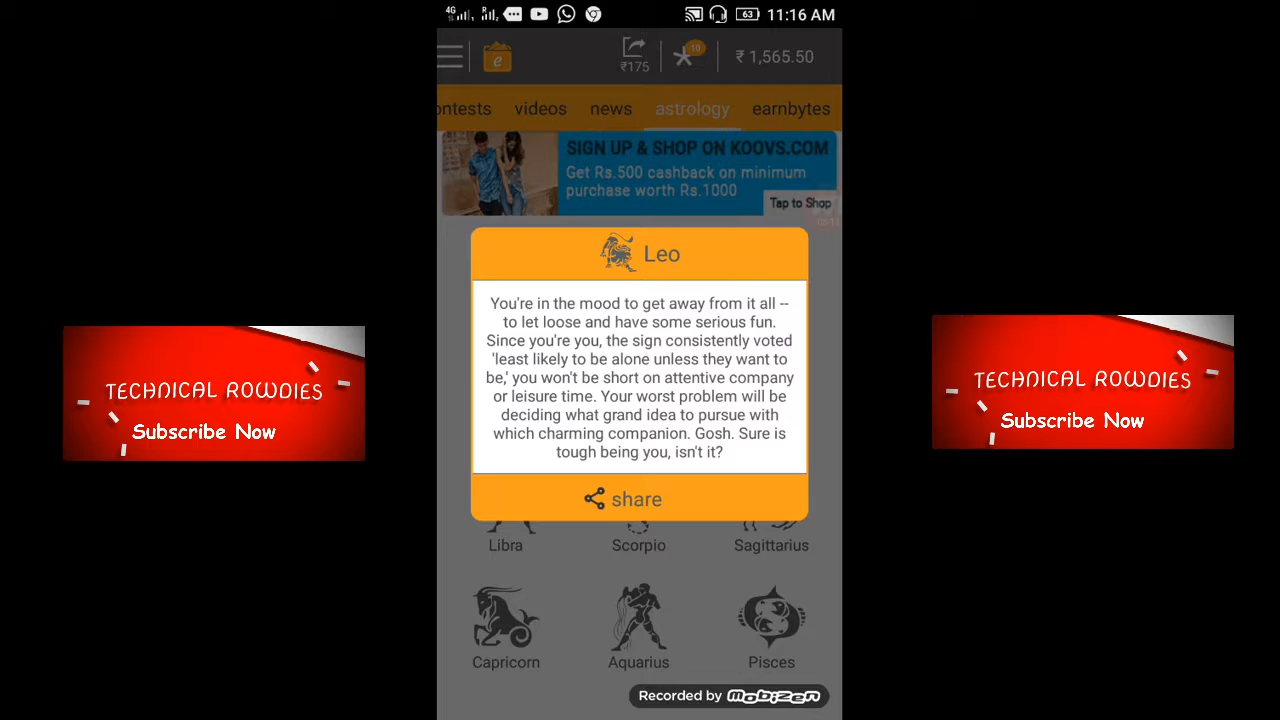 4G
R
63
11:16 AM
e
₹175
10
₹ 1,565.50
ontests videos news astrology earnbytes
SIGN UP & SHOP ON KOOVS.COM
Get Rs.500 cashback on minimum
purchase worth Rs.1000
Tap to Shop
Leo
You're in the mood to get away from it all --
to let loose and have some serious fun.
Since you're you, the sign consistently voted
'least likely to be alone unless they want to
be,' you won't be short on attentive company
or leisure time. Your worst problem will be
deciding what grand idea to pursue with
which charming companion. Gosh. Sure is
tough being you, isn't it?
share
Libra Scorpio Sagittarius
Capricorn Aquarius Pisces
Recorded by Mobizen
TECHNICAL ROWDIES
Subscribe Now
TECHNICAL ROWDIES
Subscribe Now